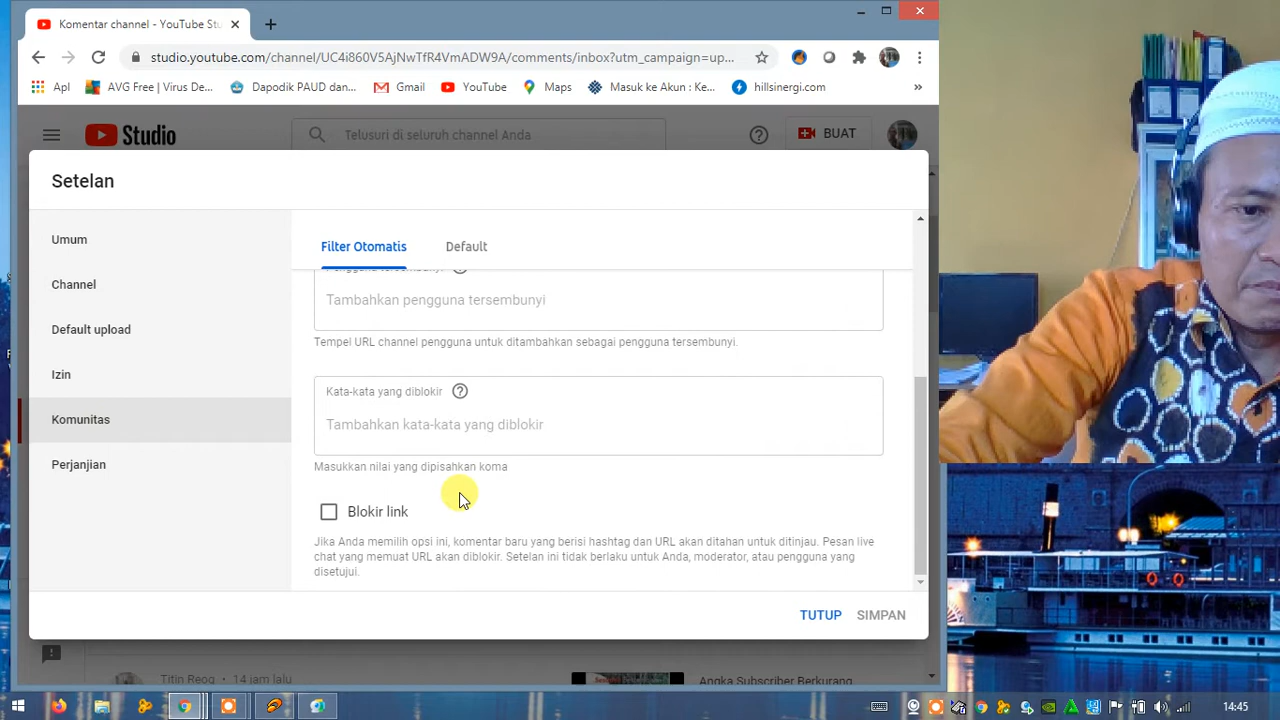 Komentar channel - YouTube Stu
studio.youtube.com/channel/UC4i860V5AjNwTfR4VmADW9A/comments/inbox?utm_campaign=up...
Apl
AVG Free | Virus De...
Dapodik PAUD dan...
Gmail
YouTube
Maps
Masuk ke Akun : Ke...
hillsinergi.com
»
Studio
Telusuri di seluruh channel Anda
BUAT
Setelan
Umum
Channel
Default upload
Izin
Komunitas
Perjanjian
Filter Otomatis
Default
Pengguna tersembunyi
Tambahkan pengguna tersembunyi
Tempel URL channel pengguna untuk ditambahkan sebagai pengguna tersembunyi.
Kata-kata yang diblokir
Tambahkan kata-kata yang diblokir
Masukkan nilai yang dipisahkan koma
Blokir link
Jika Anda memilih opsi ini, komentar baru yang berisi hashtag dan URL akan ditahan untuk ditinjau. Pesan live
chat yang memuat URL akan diblokir. Setelan ini tidak berlaku untuk Anda, moderator, atau pengguna yang
disetujui.
TUTUP
SIMPAN
Titin Reog • 14 jam lalu
Angka Subscriber Berkurang
14:45